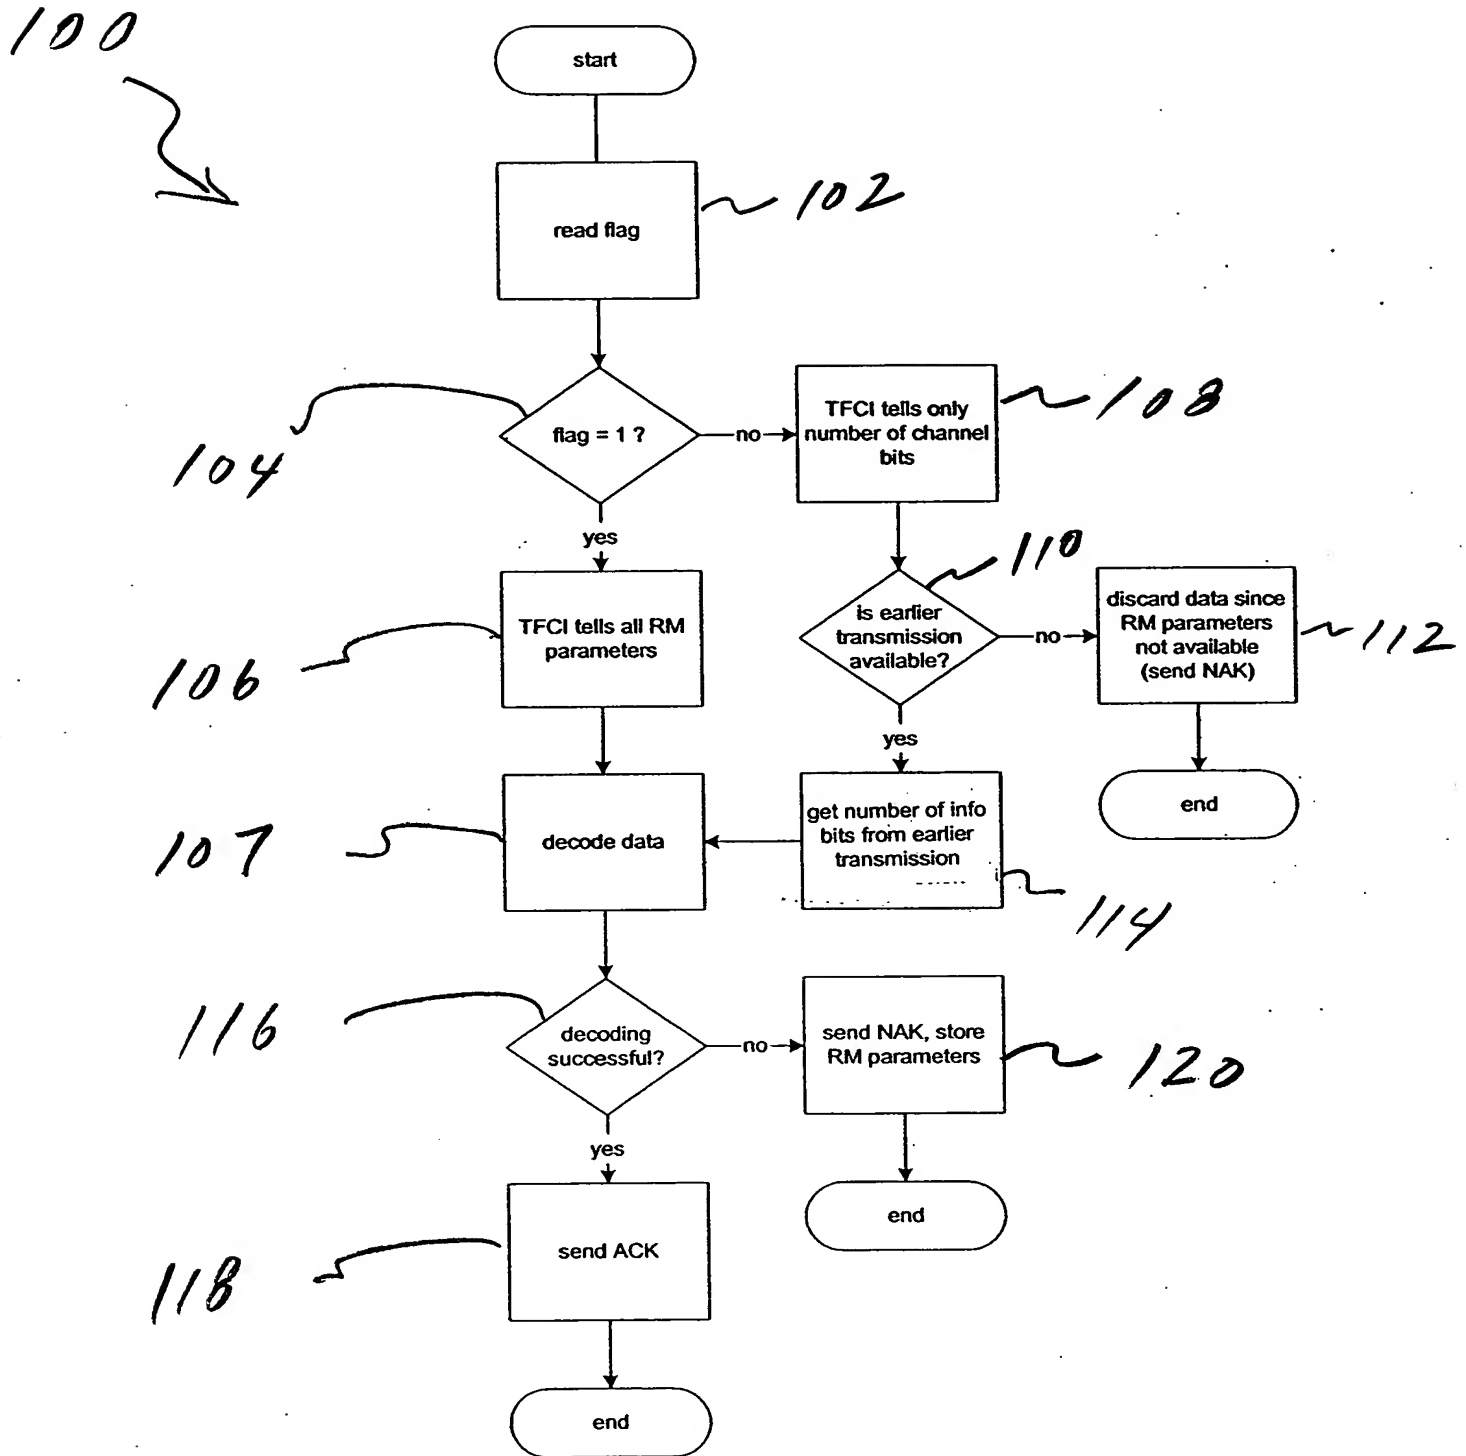 100
start
read flag
102
104
flag = 1 ?
no
TFCI tells only
number of channel
bits
108
yes
106
TFCI tells all RM
parameters
110
is earlier
transmission
available?
no
discard data since
RM parameters
not available
(send NAK)
112
yes
end
107
decode data
get number of info
bits from earlier
transmission
114
116
decoding
successful?
no
send NAK, store
RM parameters
120
yes
end
118
send ACK
end